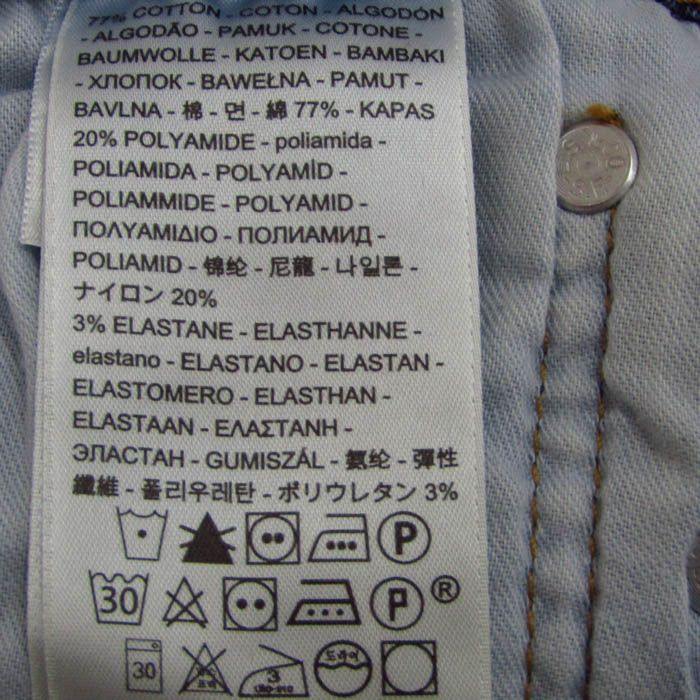 77% COTTON - COTON - ALGODÓN
- ALGODÃO - PAMUK - COTONE -
BAUMWOLLE - KATOEN - BAMBAKI
- ХЛОПОК - BAWEŁNA - PAMUT -
BAVLNA - 棉 - 면 - 綿 77% - KAPAS
20% POLYAMIDE - poliamida -
POLIAMIDA - POLYAMİD -
POLIAMMIDE - POLYAMID -
ΠΟΛΥΑΜΙΔΙΟ - ПОЛИАМИД -
POLIAMID - 锦纶 - 尼龍 - 나일론 -
ナイロン 20%
3% ELASTANE - ELASTHANNE -
elastano - ELASTANO - ELASTAN -
ELASTOMERO - ELASTHAN -
ELASTAAN - ΕΛΑΣΤΑΝΗ -
ЭЛАСТАН - GUMISZÁL - 氨纶 - 彈性
纖維 - 폴리우레탄 - ポリウレタン 3%
P
30 P ®
30 드라이